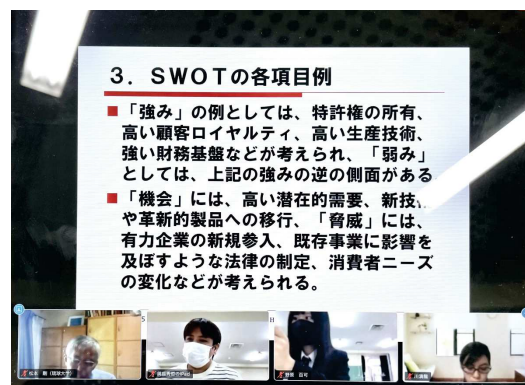 3．SWOTの各項目例
■「強み」の例としては、特許権の所有、
高い顧客ロイヤルティ、高い生産技術、
強い財務基盤などが考えられ、「弱み」
としては、上記の強みの逆の側面がある
■「機会」には、高い潜在的需要、新技
や革新的製品への移行、「脅威」には、
有力企業の新規参入、既存事業に影響を
及ぼすような法律の制定、消費者ニーズ
の変化などが考えられる。